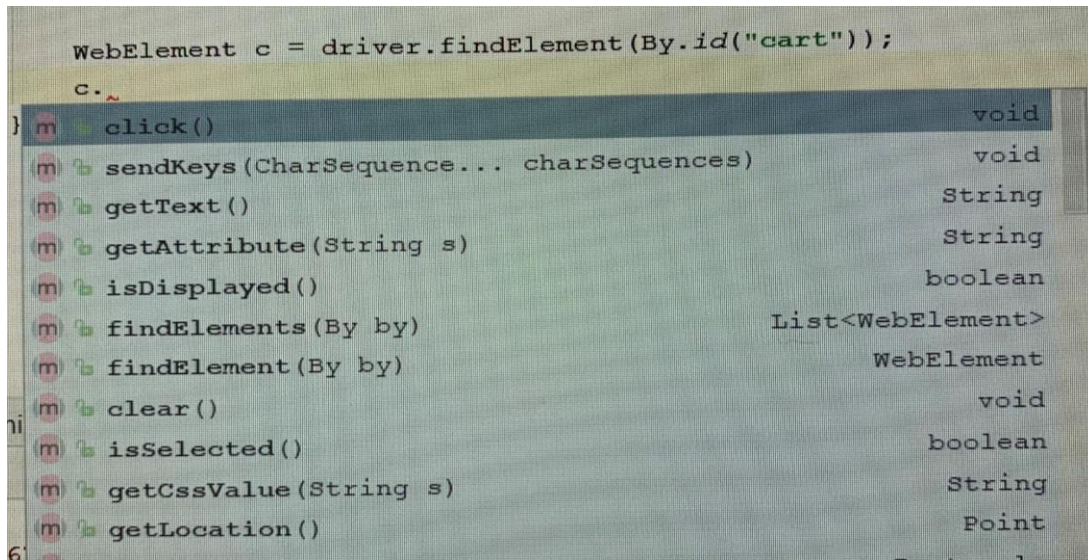 WebElement c = driver.findElement(By.id("cart"));
c.
} m click() void
m sendKeys(CharSequence... charSequences) void
m getText() String
m getAttribute(String s) String
m isDisplayed() boolean
m findElements(By by) List<WebElement>
m findElement(By by) WebElement
m clear() void
m isSelected() boolean
m getCssValue(String s) String
m getLocation() Point